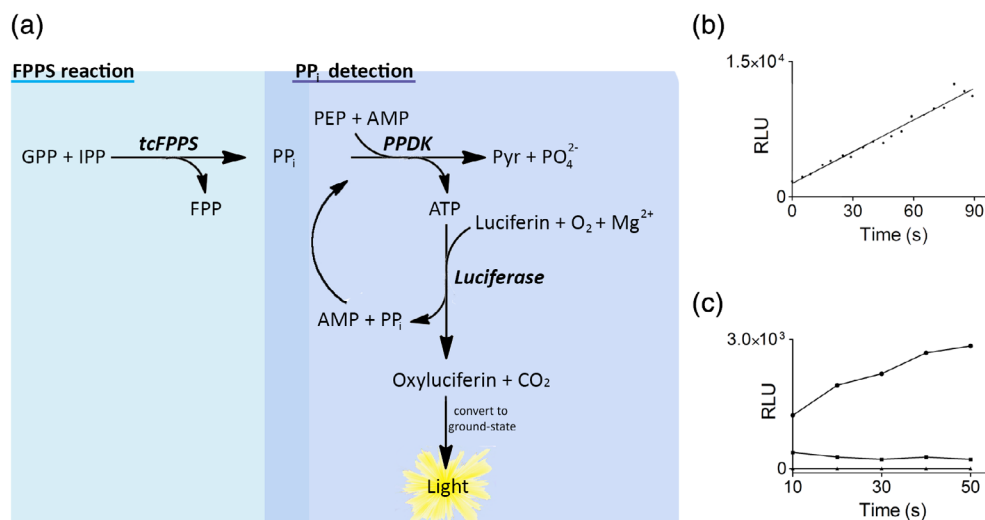 (a)
FPPS reaction
PPi detection
GPP + IPP
tcFPPS
FPP
PPi
PEP + AMP
PPDK
Pyr + PO₄²⁻
ATP
Luciferin + O₂ + Mg²⁺
Luciferase
AMP + PPi
Oxyluciferin + CO₂
convert to
ground-state
Light
(b)
1.5×10⁴
RLU
0
0 30 60 90
Time (s)
(c)
3.0×10³
RLU
0
10 30 50
Time (s)